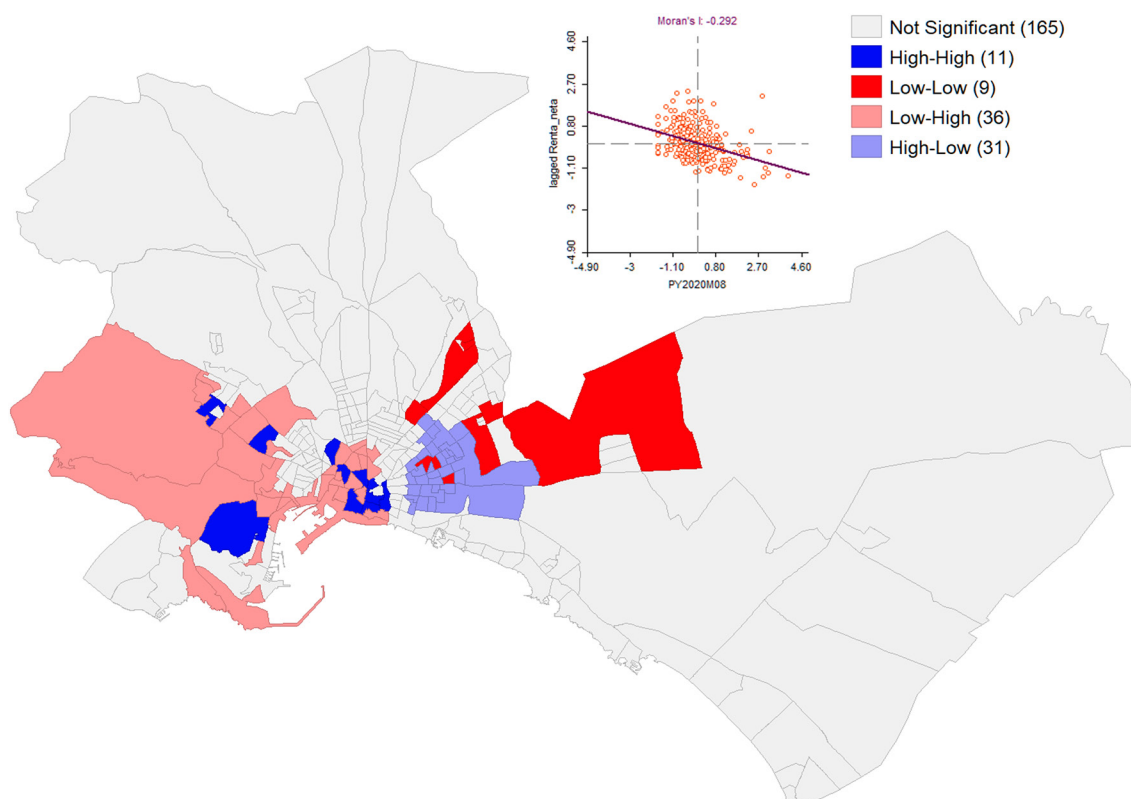 Moran's I: -0.292
4.60
2.70
0.80
-1.10
-3
-4.90
lagged Renta_neta
-4.90 -3 -1.10 0.80 2.70 4.60
PY2020M08
Not Significant (165)
High-High (11)
Low-Low (9)
Low-High (36)
High-Low (31)